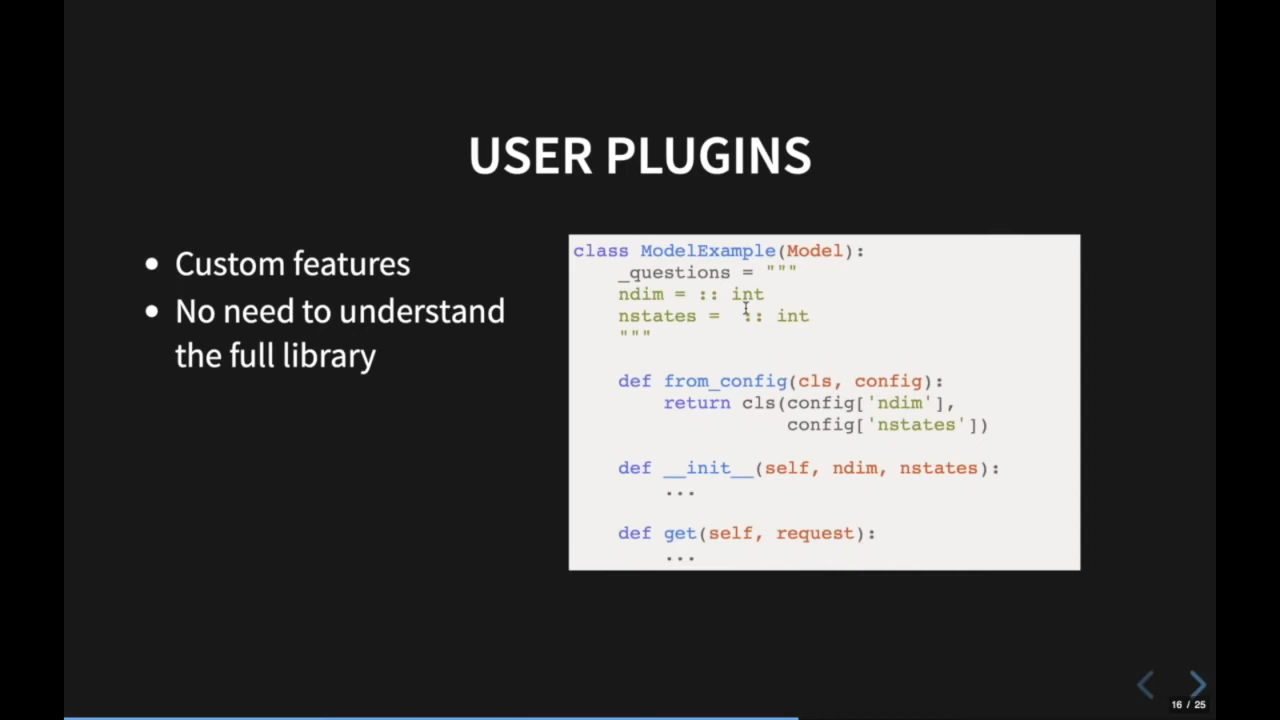 USER PLUGINS
• Custom features
• No need to understand
the full library
class ModelExample(Model):
    _questions = """
    ndim = :: int
    nstates =  :: int
    """
    def from_config(cls, config):
        return cls(config['ndim'],
                   config['nstates'])
    def __init__(self, ndim, nstates):
        ...
    def get(self, request):
        ...
16 / 25